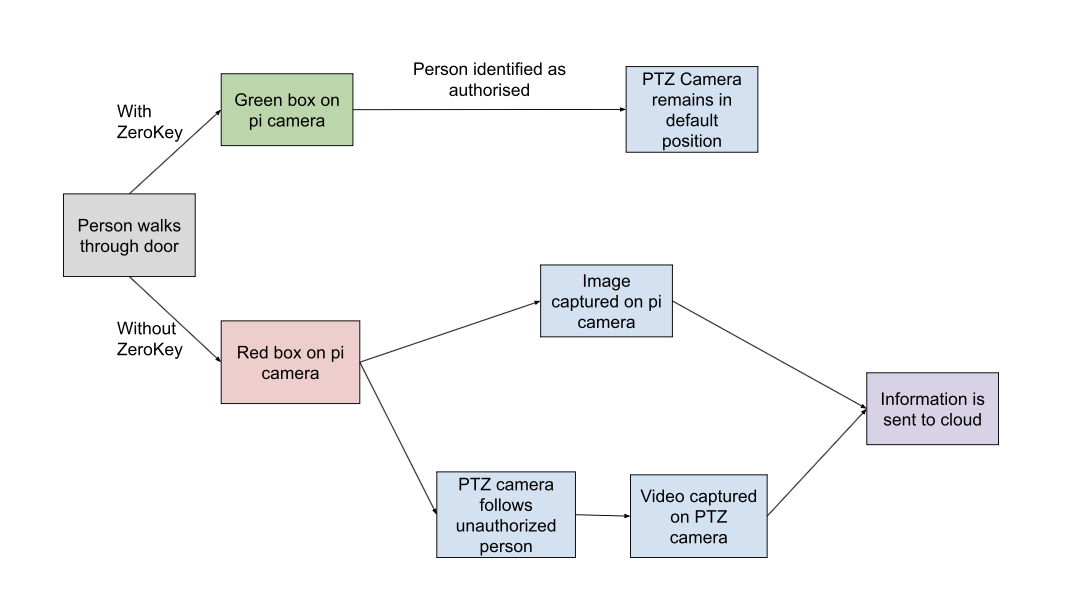 Person identified as
authorised
PTZ Camera
remains in
default
position
Green box on
pi camera
With
ZeroKey
Person walks
through door
Image
captured on pi
camera
Without
ZeroKey
Red box on pi
camera
Information is
sent to cloud
PTZ camera
follows
unauthorized
person
Video captured
on PTZ
camera